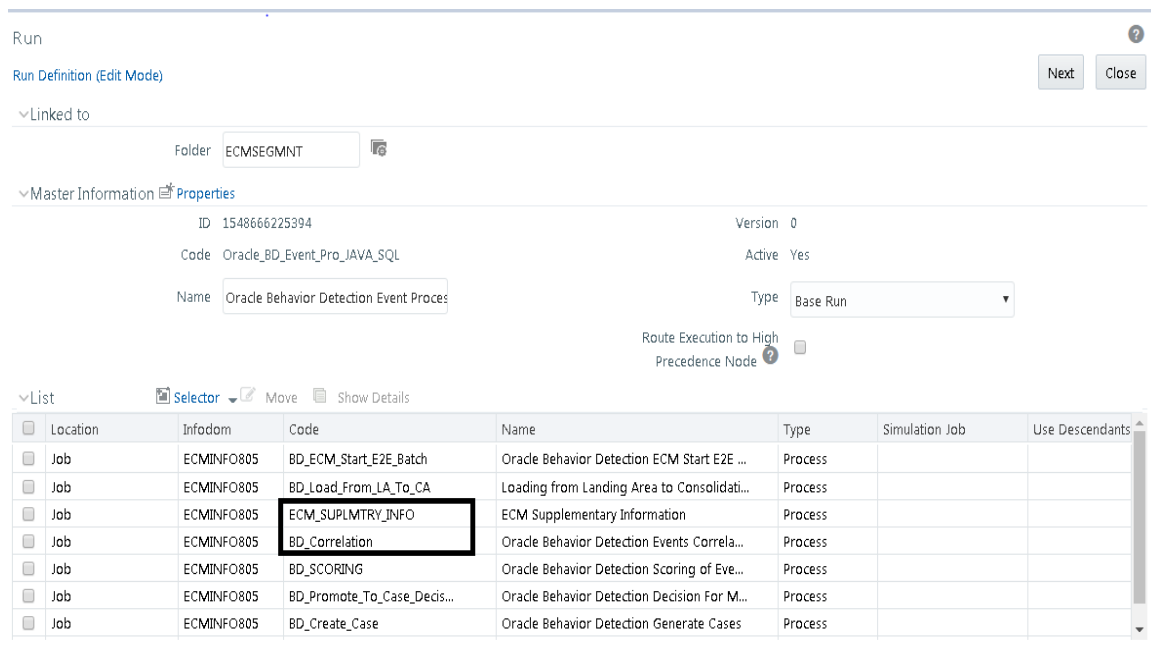 Run
Run Definition (Edit Mode)
Next Close
Linked to
Folder ECMSEGMNT
Master Information Properties
ID 1548666225394 Version 0
Code Oracle_BD_Event_Pro_JAVA_SQL Active Yes
Name Oracle Behavior Detection Event Proces Type Base Run
Route Execution to High
Precedence Node
List Selector Move Show Details
Location Infodom Code Name Type Simulation Job Use Descendants
Job ECMINFO805 BD_ECM_Start_E2E_Batch Oracle Behavior Detection ECM Start E2E ... Process
Job ECMINFO805 BD_Load_From_LA_To_CA Loading from Landing Area to Consolidati... Process
Job ECMINFO805 ECM_SUPLMTRY_INFO ECM Supplementary Information Process
Job ECMINFO805 BD_Correlation Oracle Behavior Detection Events Correla... Process
Job ECMINFO805 BD_SCORING Oracle Behavior Detection Scoring of Eve... Process
Job ECMINFO805 BD_Promote_To_Case_Decis... Oracle Behavior Detection Decision For M... Process
Job ECMINFO805 BD_Create_Case Oracle Behavior Detection Generate Cases Process